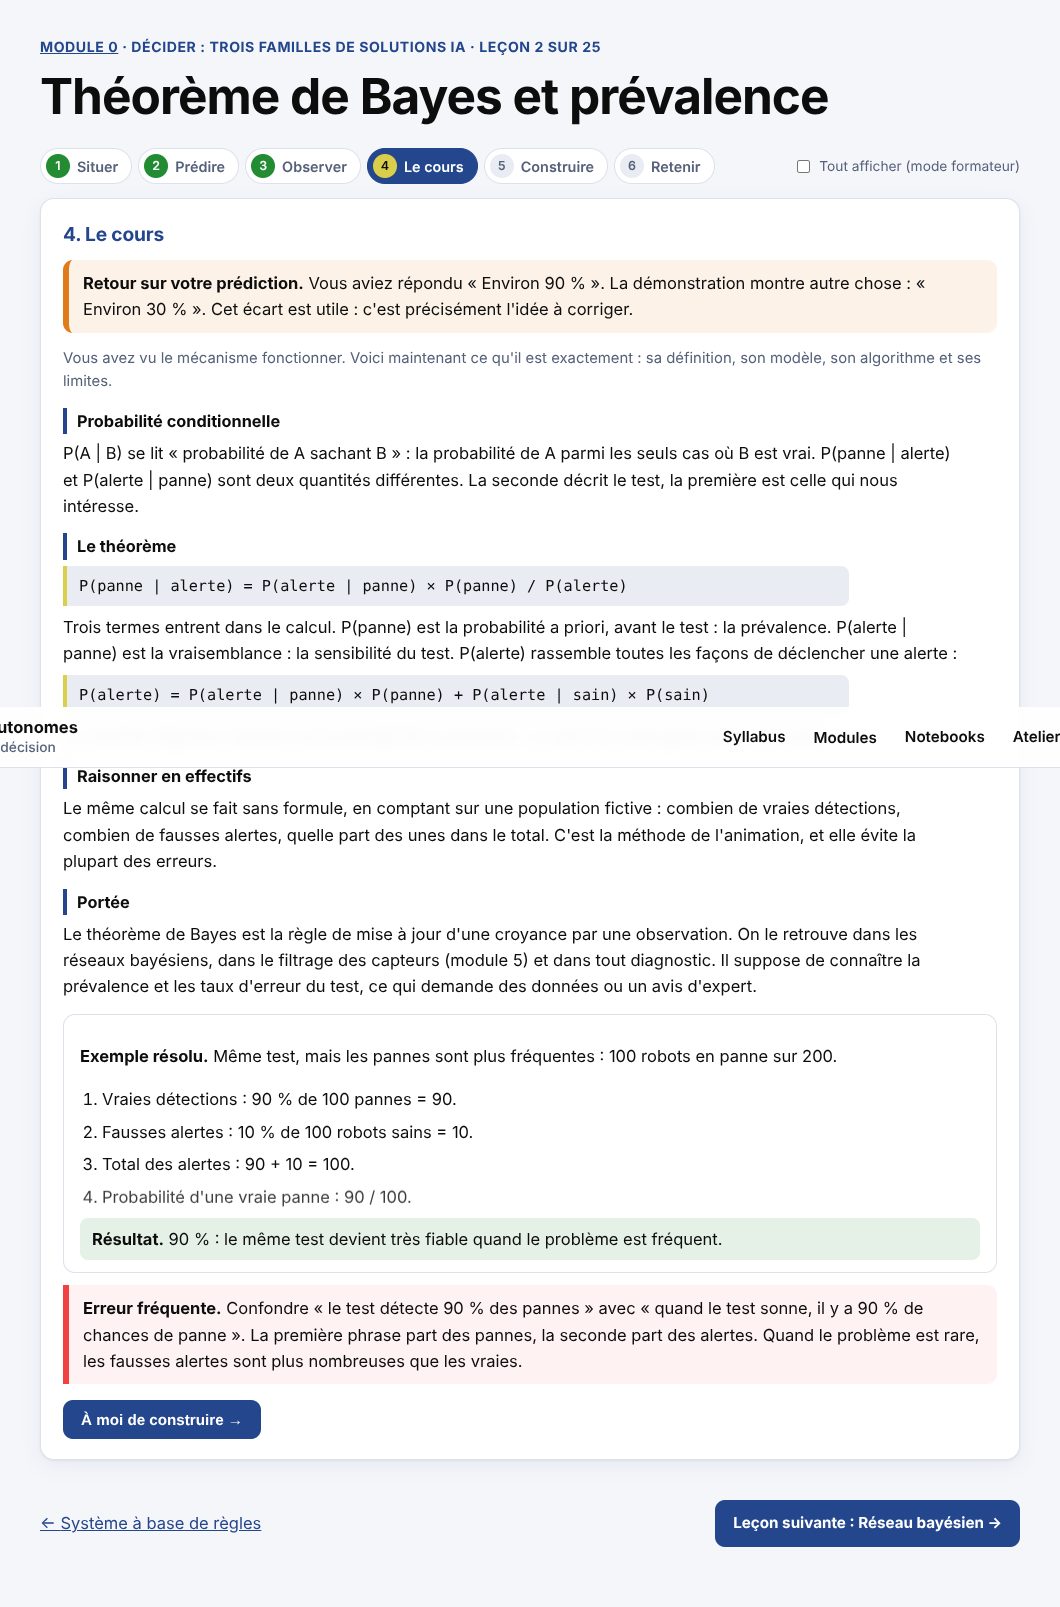 MODULE 0 · DÉCIDER : TROIS FAMILLES DE SOLUTIONS IA · LEÇON 2 SUR 25
Théorème de Bayes et prévalence
1 Situer 2 Prédire 3 Observer 4 Le cours 5 Construire 6 Retenir Tout afficher (mode formateur)
4. Le cours
Retour sur votre prédiction. Vous aviez répondu « Environ 90 % ». La démonstration montre autre chose : «
Environ 30 % ». Cet écart est utile : c'est précisément l'idée à corriger.
Vous avez vu le mécanisme fonctionner. Voici maintenant ce qu'il est exactement : sa définition, son modèle, son algorithme et ses
limites.
Probabilité conditionnelle
P(A | B) se lit « probabilité de A sachant B » : la probabilité de A parmi les seuls cas où B est vrai. P(panne | alerte)
et P(alerte | panne) sont deux quantités différentes. La seconde décrit le test, la première est celle qui nous
intéresse.
Le théorème
P(panne | alerte) = P(alerte | panne) × P(panne) / P(alerte)
Trois termes entrent dans le calcul. P(panne) est la probabilité a priori, avant le test : la prévalence. P(alerte |
panne) est la vraisemblance : la sensibilité du test. P(alerte) rassemble toutes les façons de déclencher une alerte :
P(alerte) = P(alerte | panne) × P(panne) + P(alerte | sain) × P(sain)
utonomes
décision
Syllabus Modules Notebooks Atelier
Raisonner en effectifs
Le même calcul se fait sans formule, en comptant sur une population fictive : combien de vraies détections,
combien de fausses alertes, quelle part des unes dans le total. C'est la méthode de l'animation, et elle évite la
plupart des erreurs.
Portée
Le théorème de Bayes est la règle de mise à jour d'une croyance par une observation. On le retrouve dans les
réseaux bayésiens, dans le filtrage des capteurs (module 5) et dans tout diagnostic. Il suppose de connaître la
prévalence et les taux d'erreur du test, ce qui demande des données ou un avis d'expert.
Exemple résolu. Même test, mais les pannes sont plus fréquentes : 100 robots en panne sur 200.
1. Vraies détections : 90 % de 100 pannes = 90.
2. Fausses alertes : 10 % de 100 robots sains = 10.
3. Total des alertes : 90 + 10 = 100.
4. Probabilité d'une vraie panne : 90 / 100.
Résultat. 90 % : le même test devient très fiable quand le problème est fréquent.
Erreur fréquente. Confondre « le test détecte 90 % des pannes » avec « quand le test sonne, il y a 90 % de
chances de panne ». La première phrase part des pannes, la seconde part des alertes. Quand le problème est rare,
les fausses alertes sont plus nombreuses que les vraies.
À moi de construire →
← Système à base de règles
Leçon suivante : Réseau bayésien →